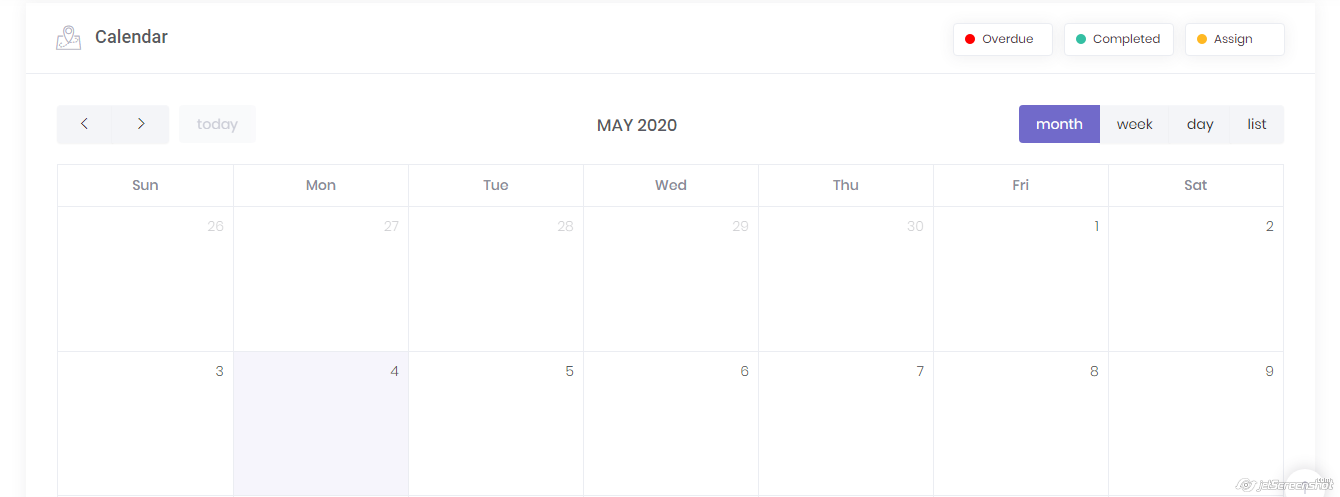 Calendar
Overdue
Completed
Assign
today
MAY 2020
month
week
day
list
Sun Mon Tue Wed Thu Fri Sat
26 27 28 29 30 1 2
3 4 5 6 7 8 9
jetScreenshot